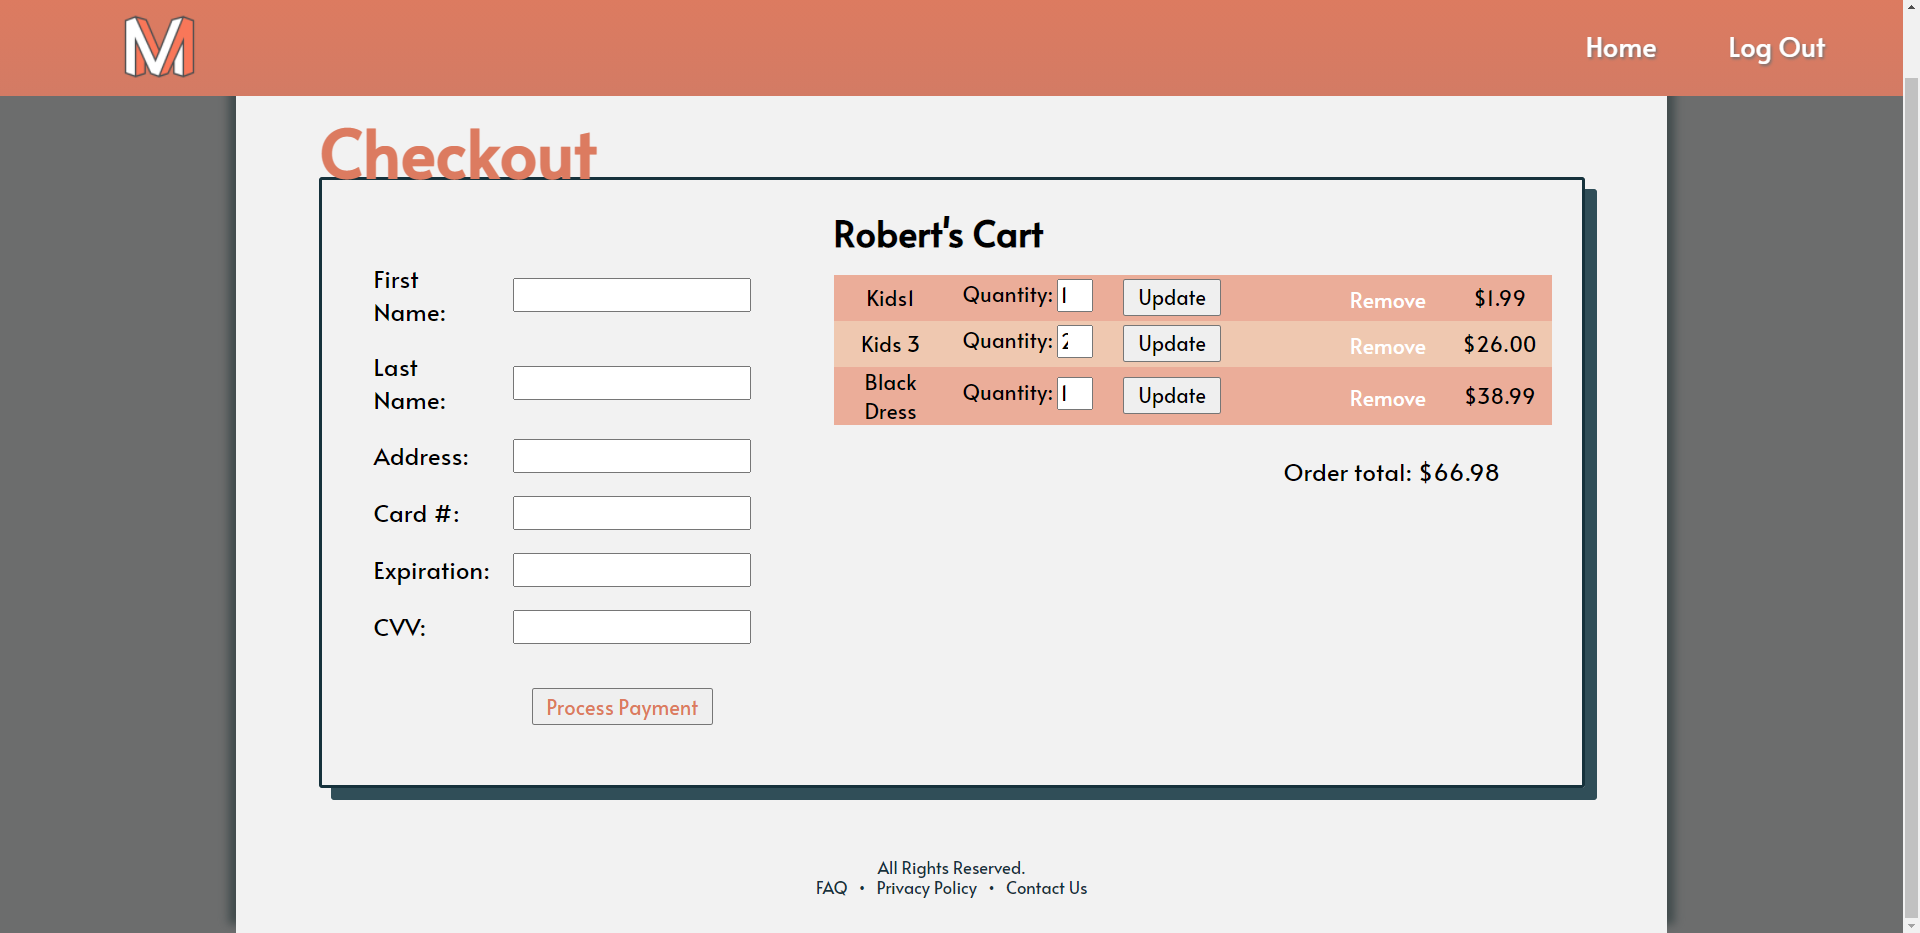 M
Home
Log Out
Checkout
First
Name:
Last
Name:
Address:
Card #:
Expiration:
CVV:
Process Payment
Robert's Cart
Kids1 Quantity: 1 Update Remove $1.99
Kids 3 Quantity: 2 Update Remove $26.00
Black
Dress Quantity: 1 Update Remove $38.99
Order total: $66.98
All Rights Reserved.
FAQ • Privacy Policy • Contact Us